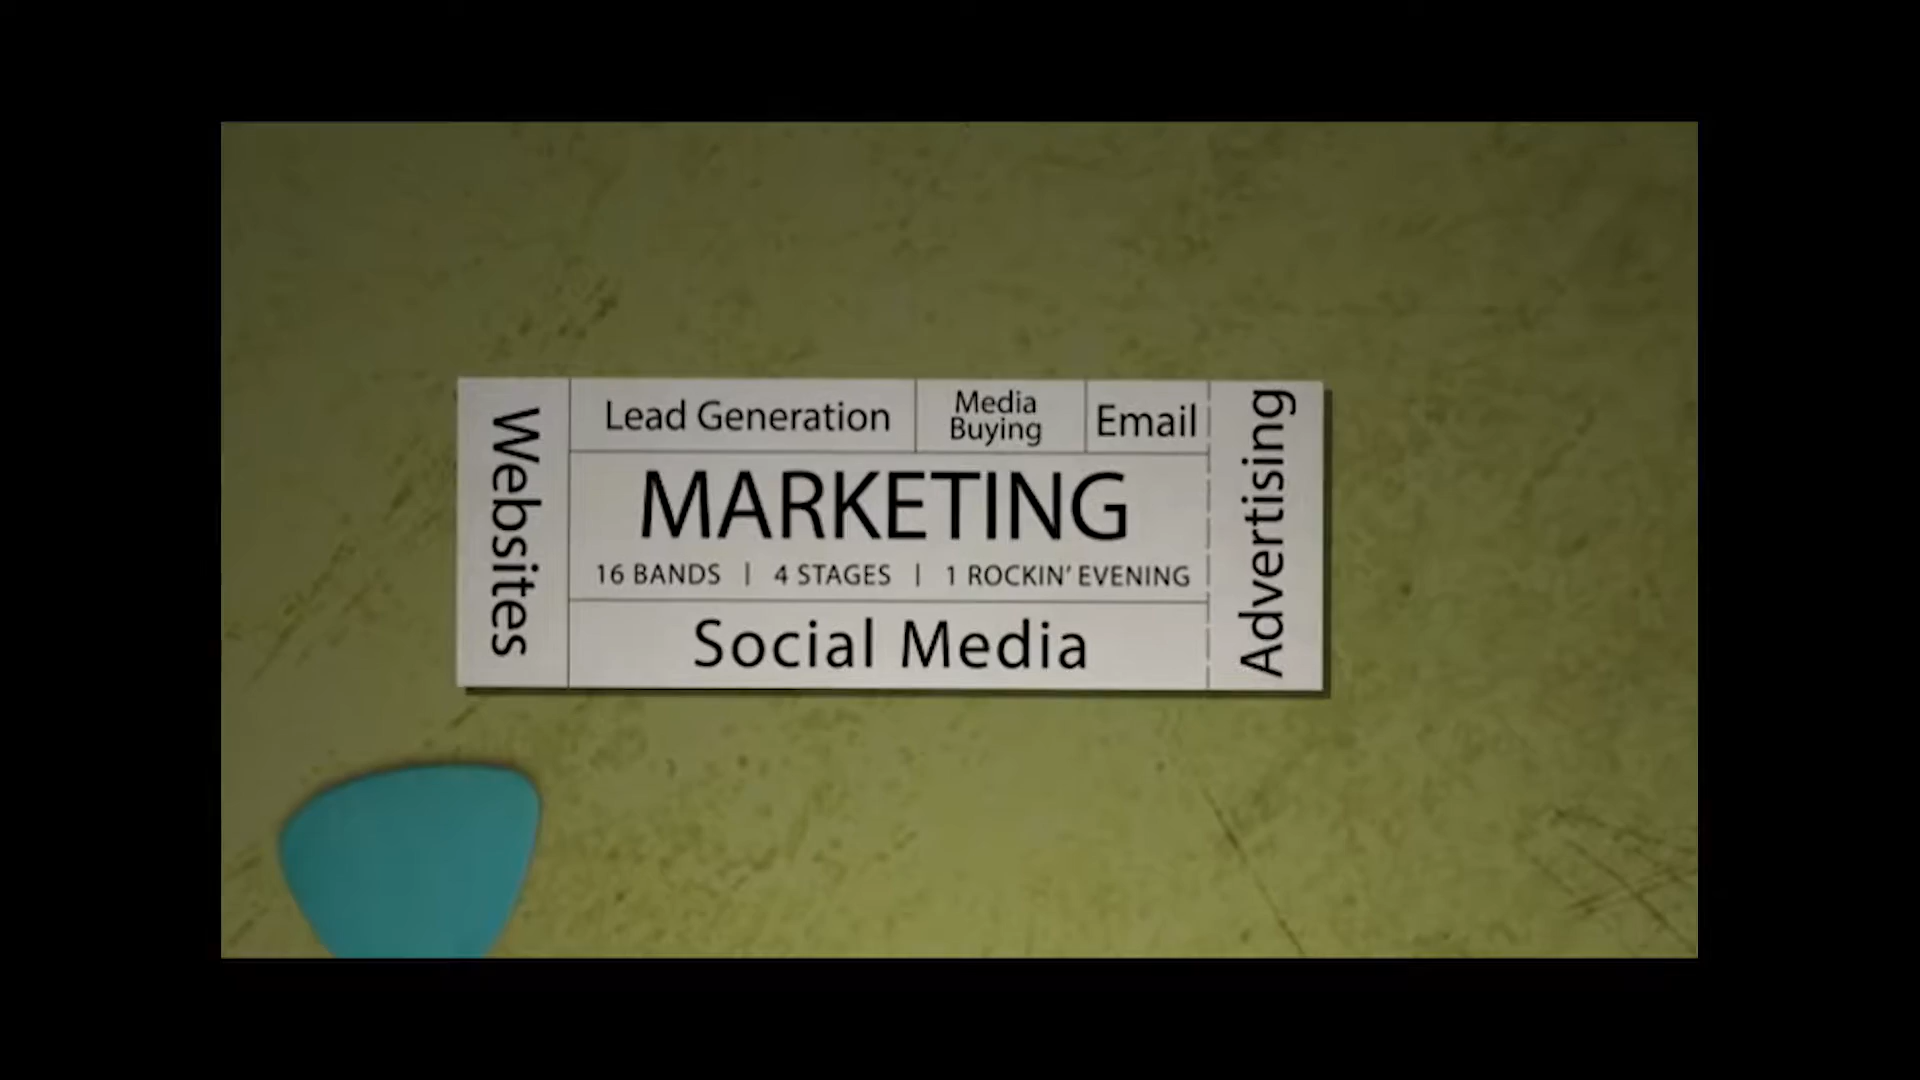 Websites
Lead Generation
Media
Buying
Email
MARKETING
16 BANDS | 4 STAGES | 1 ROCKIN' EVENING
Social Media
Advertising